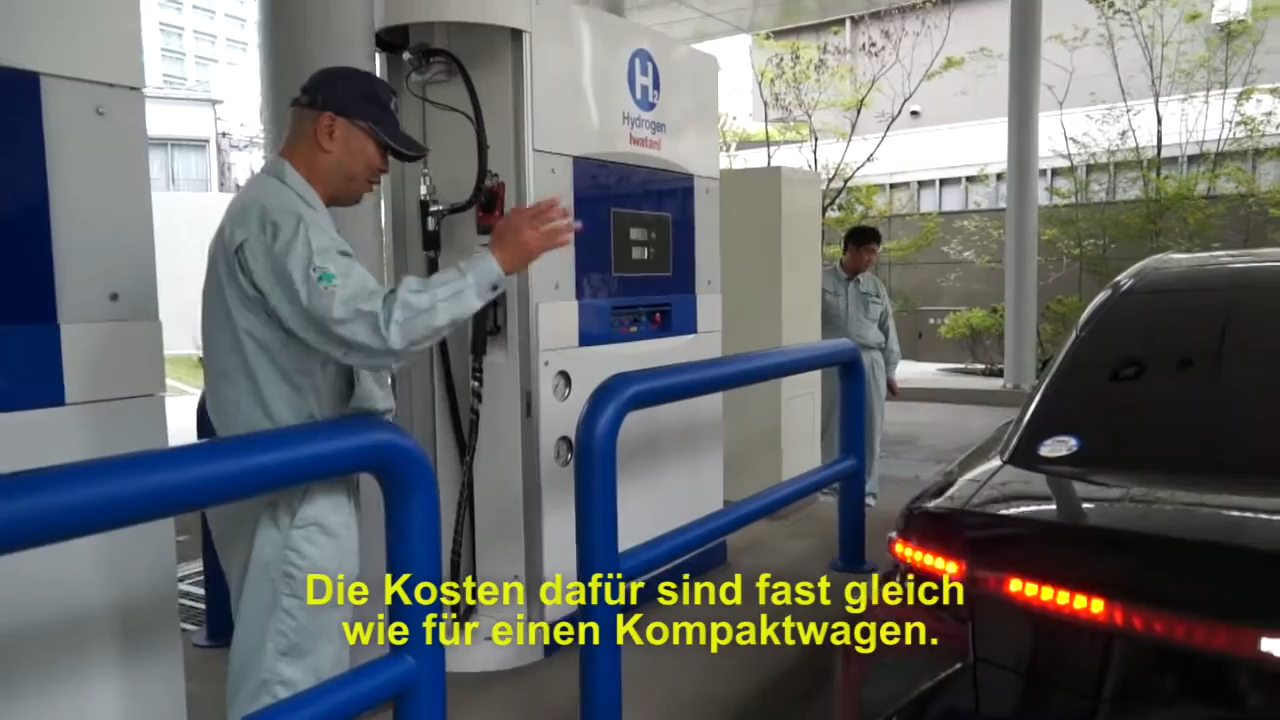 H2
Hydrogen
Iwatani
Die Kosten dafür sind fast gleich
wie für einen Kompaktwagen.